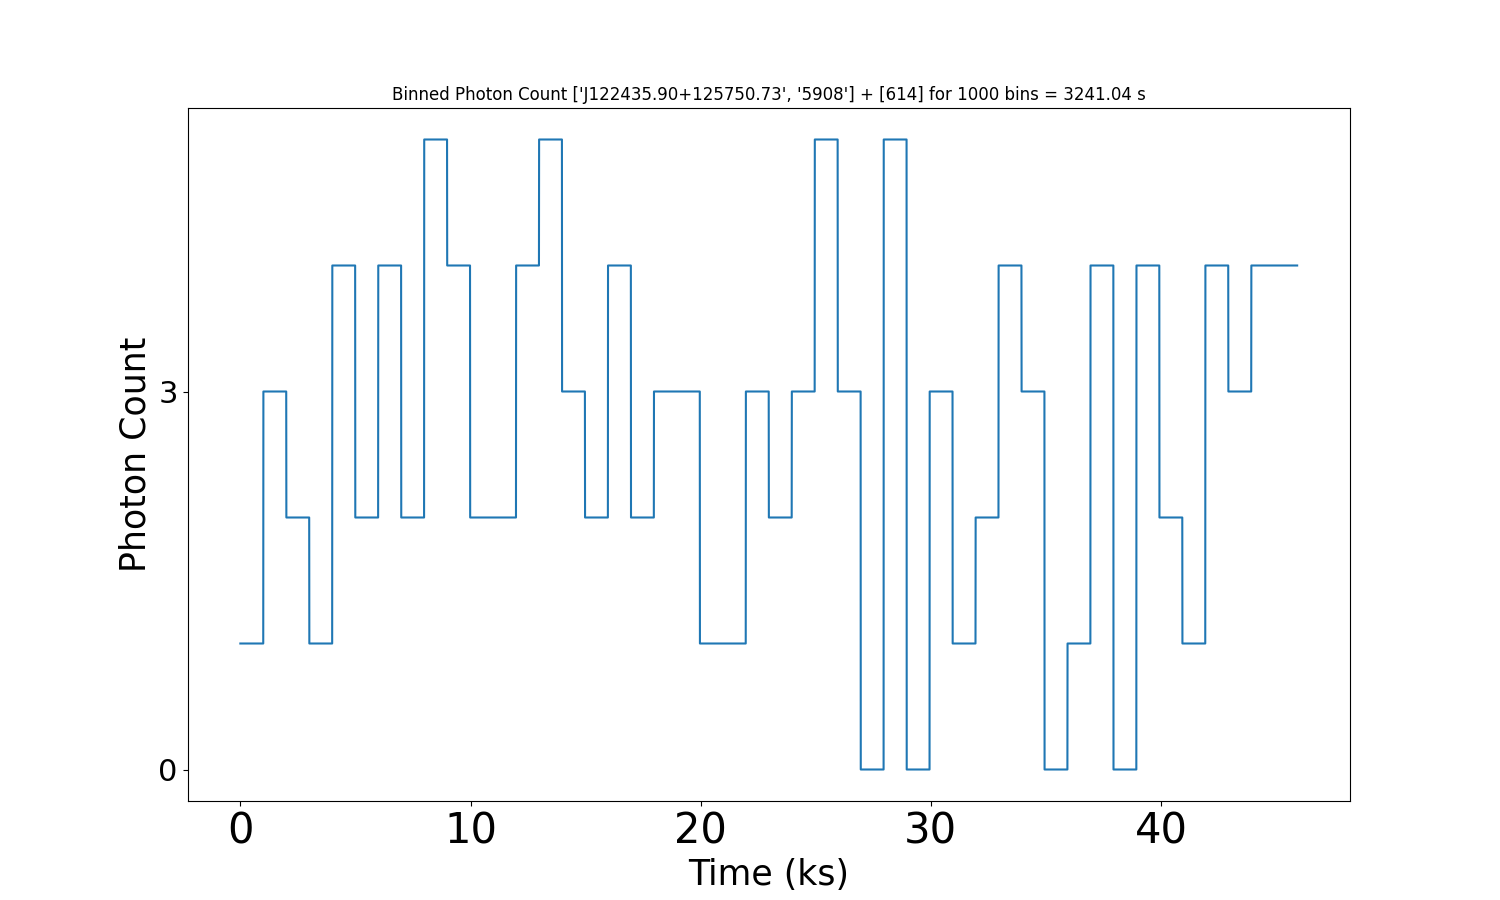 Binned Photon Count ['J122435.90+125750.73', '5908'] + [614] for 1000 bins = 3241.04 s
Photon Count
3
0
0 10 20 30 40
Time (ks)